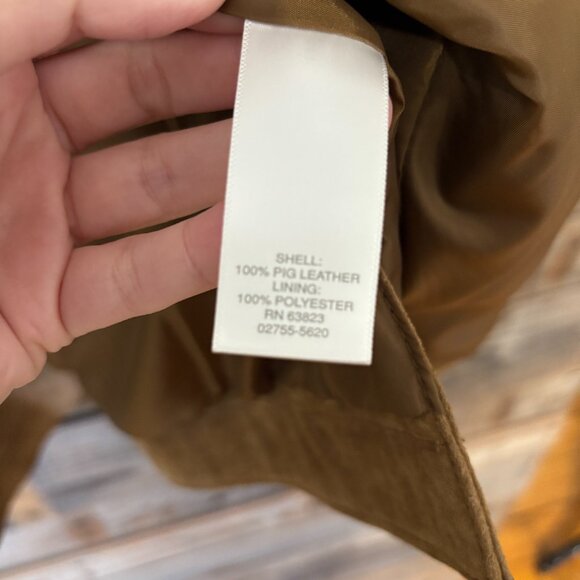 SHELL:
100% PIG LEATHER
LINING:
100% POLYESTER
RN 63823
02755-5620